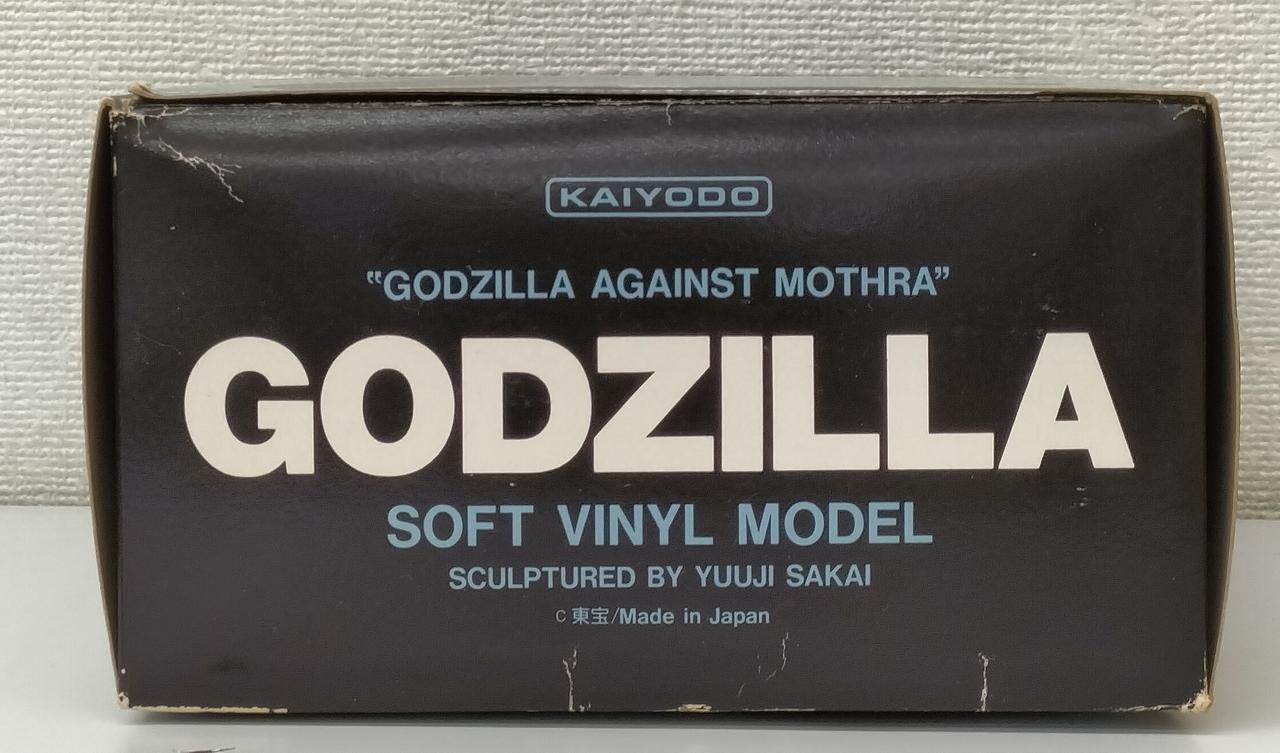 KAIYODO
“GODZILLA AGAINST MOTHRA”
GODZILLA
SOFT VINYL MODEL
SCULPTURED BY YUUJI SAKAI
C 東宝/Made in Japan